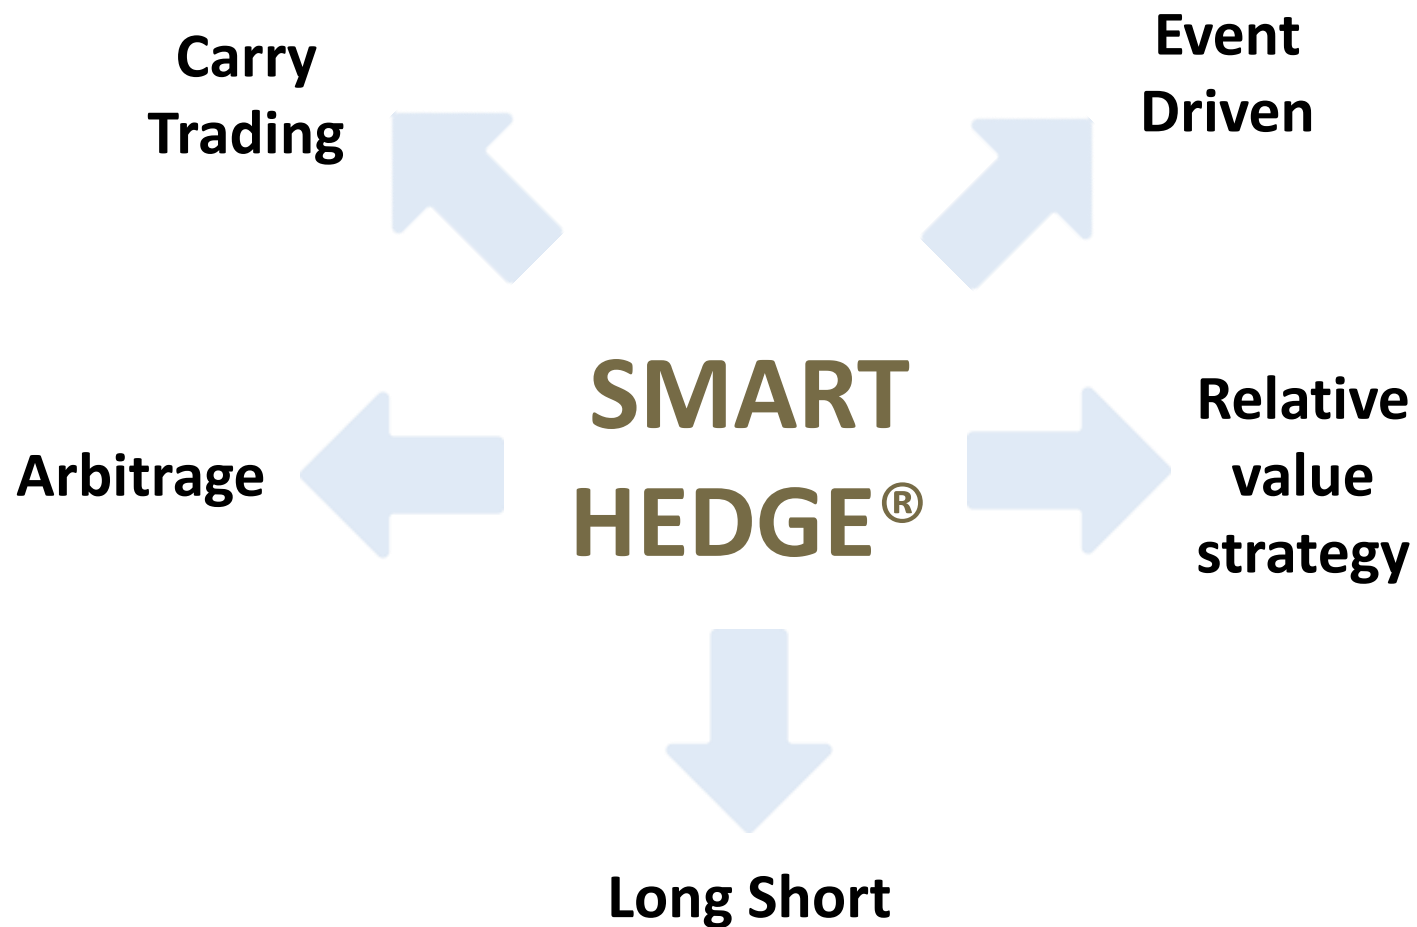 Carry
Trading
Event
Driven
SMART
HEDGE®
Arbitrage
Relative
value
strategy
Long Short